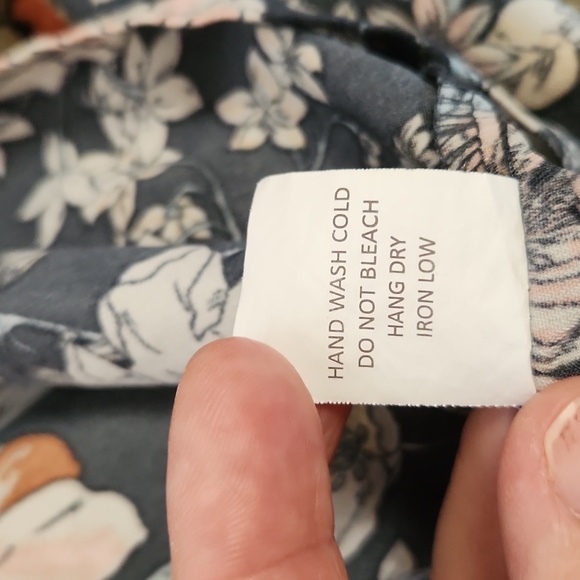 HAND WASH COLD
DO NOT BLEACH
HANG DRY
IRON LOW